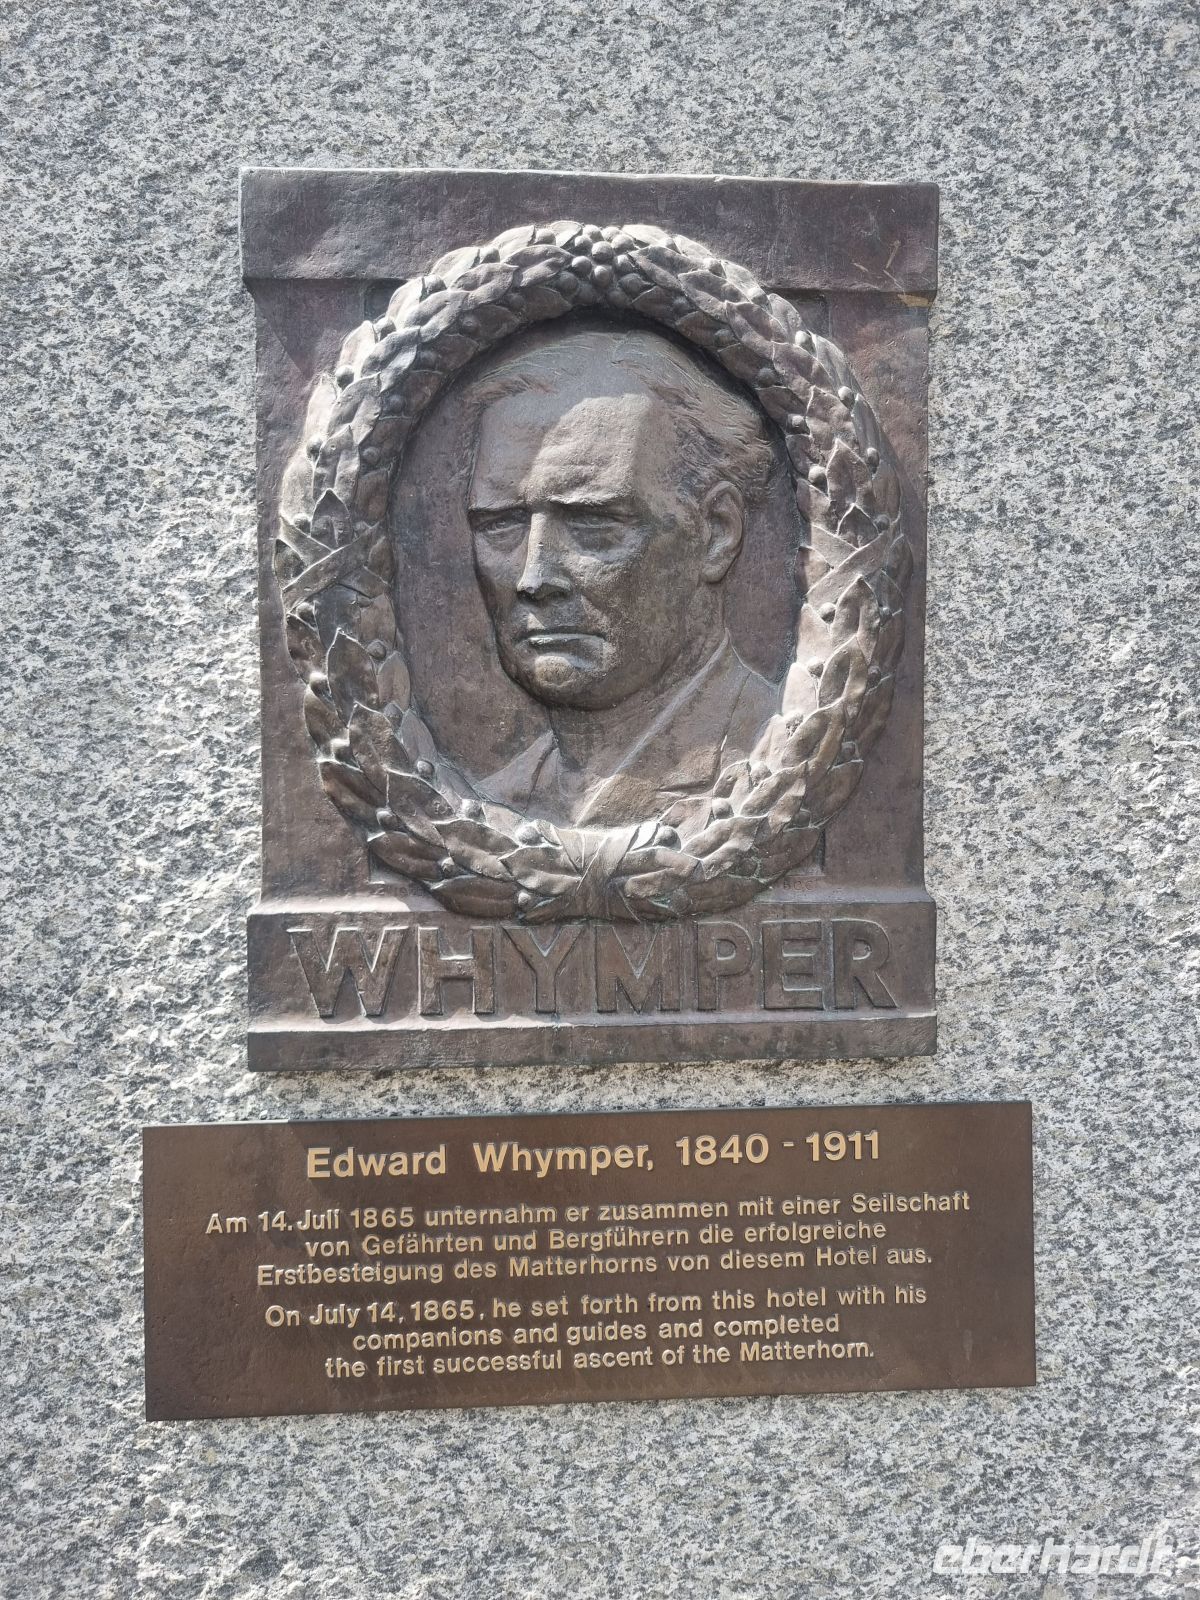 WHYMPER
Edward Whymper, 1840 - 1911
Am 14. Juli 1865 unternahm er zusammen mit einer Seilschaft
von Gefährten und Bergführern die erfolgreiche
Erstbesteigung des Matterhorns von diesem Hotel aus.
On July 14, 1865, he set forth from this hotel with his
companions and guides and completed
the first successful ascent of the Matterhorn.
eberhardt